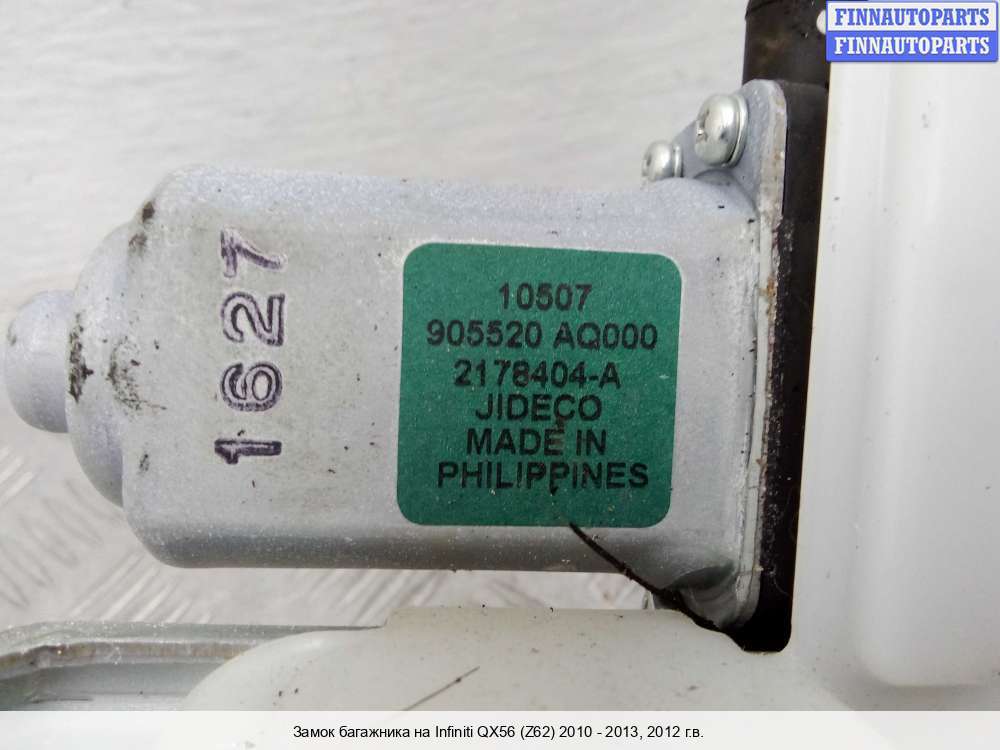 FINNAUTOPARTS
FINNAUTOPARTS
1627
10507
905520 AQ000
2178404-A
JIDECO
MADE IN
PHILIPPINES
Замок багажника на Infiniti QX56 (Z62) 2010 - 2013, 2012 г.в.